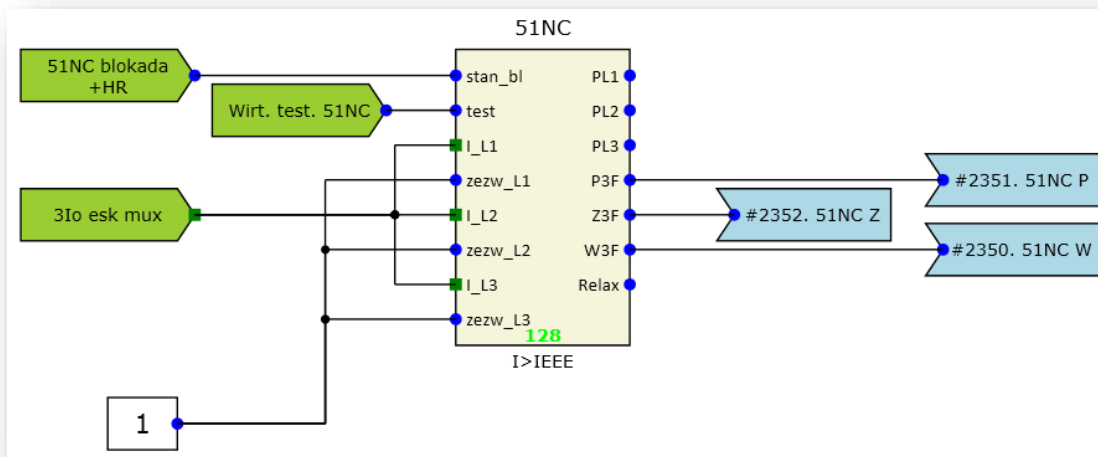 51NC
51NC blokada
+HR
Wirt. test. 51NC
3Io esk mux
1
stan_bl
test
I_L1
zezw_L1
I_L2
zezw_L2
I_L3
zezw_L3
PL1
PL2
PL3
P3F
Z3F
W3F
Relax
128
I>IEEE
#2351. 51NC P
#2352. 51NC Z
#2350. 51NC W